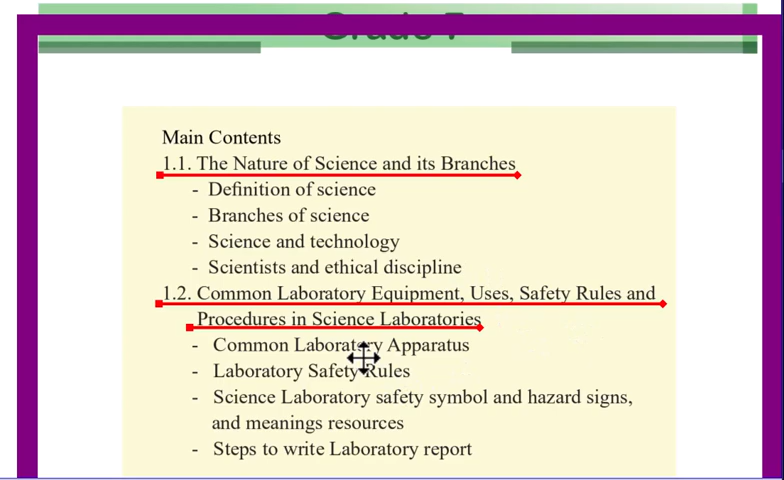 Grade 7
Main Contents
1.1. The Nature of Science and its Branches
- Definition of science
- Branches of science
- Science and technology
- Scientists and ethical discipline
1.2. Common Laboratory Equipment, Uses, Safety Rules and
Procedures in Science Laboratories
- Common Laboratory Apparatus
- Laboratory Safety Rules
- Science Laboratory safety symbol and hazard signs,
and meanings resources
- Steps to write Laboratory report